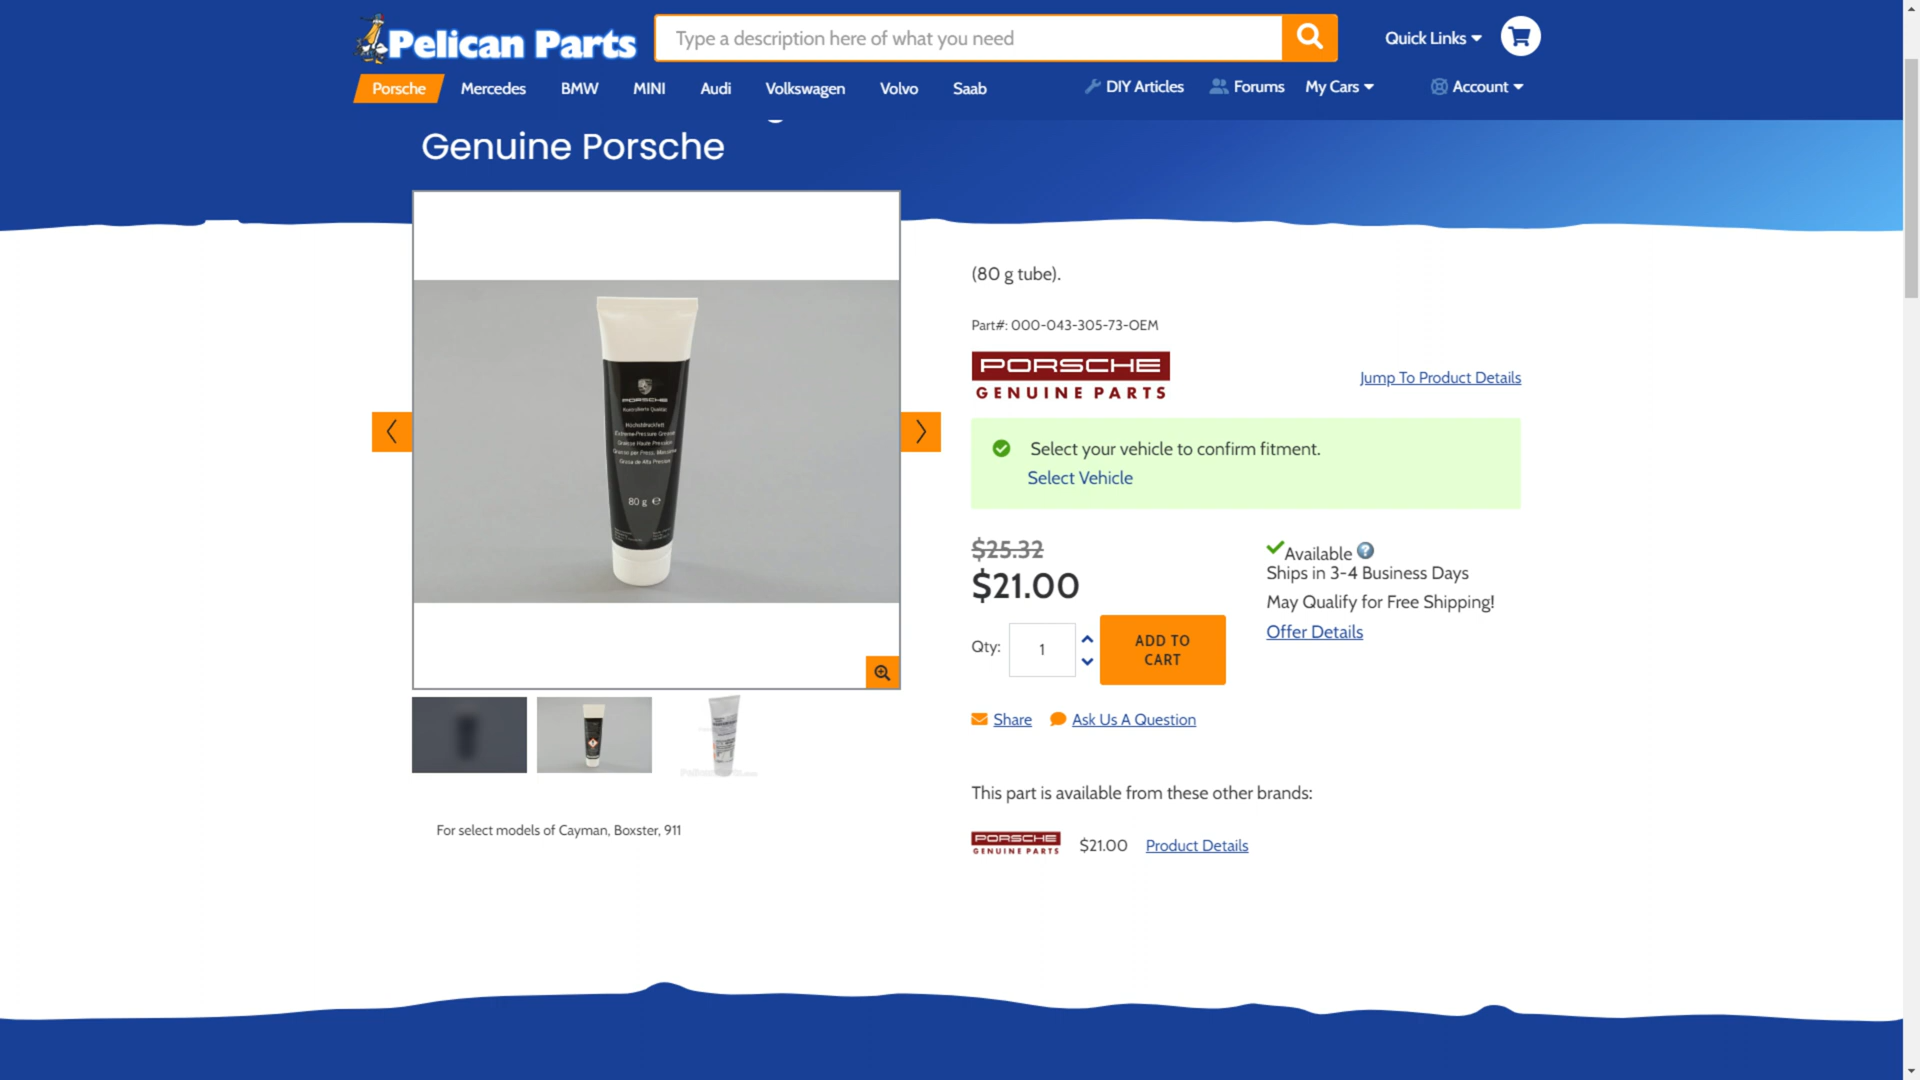 Pelican Parts
Type a description here of what you need
Quick Links
Porsche
Mercedes
BMW
MINI
Audi
Volkswagen
Volvo
Saab
DIY Articles
Forums
My Cars
Account
Genuine Porsche
PORSCHE
Extreme-Pressure Grease
80 g e
(80 g tube).
Part#: 000-043-305-73-OEM
PORSCHE
GENUINE PARTS
Jump To Product Details
Select your vehicle to confirm fitment.
Select Vehicle
$25.32
$21.00
Available
Ships in 3-4 Business Days
May Qualify for Free Shipping!
Offer Details
Qty:
1
ADD TO
CART
Share
Ask Us A Question
This part is available from these other brands:
PORSCHE
GENUINE PARTS
$21.00
Product Details
For select models of Cayman, Boxster, 911